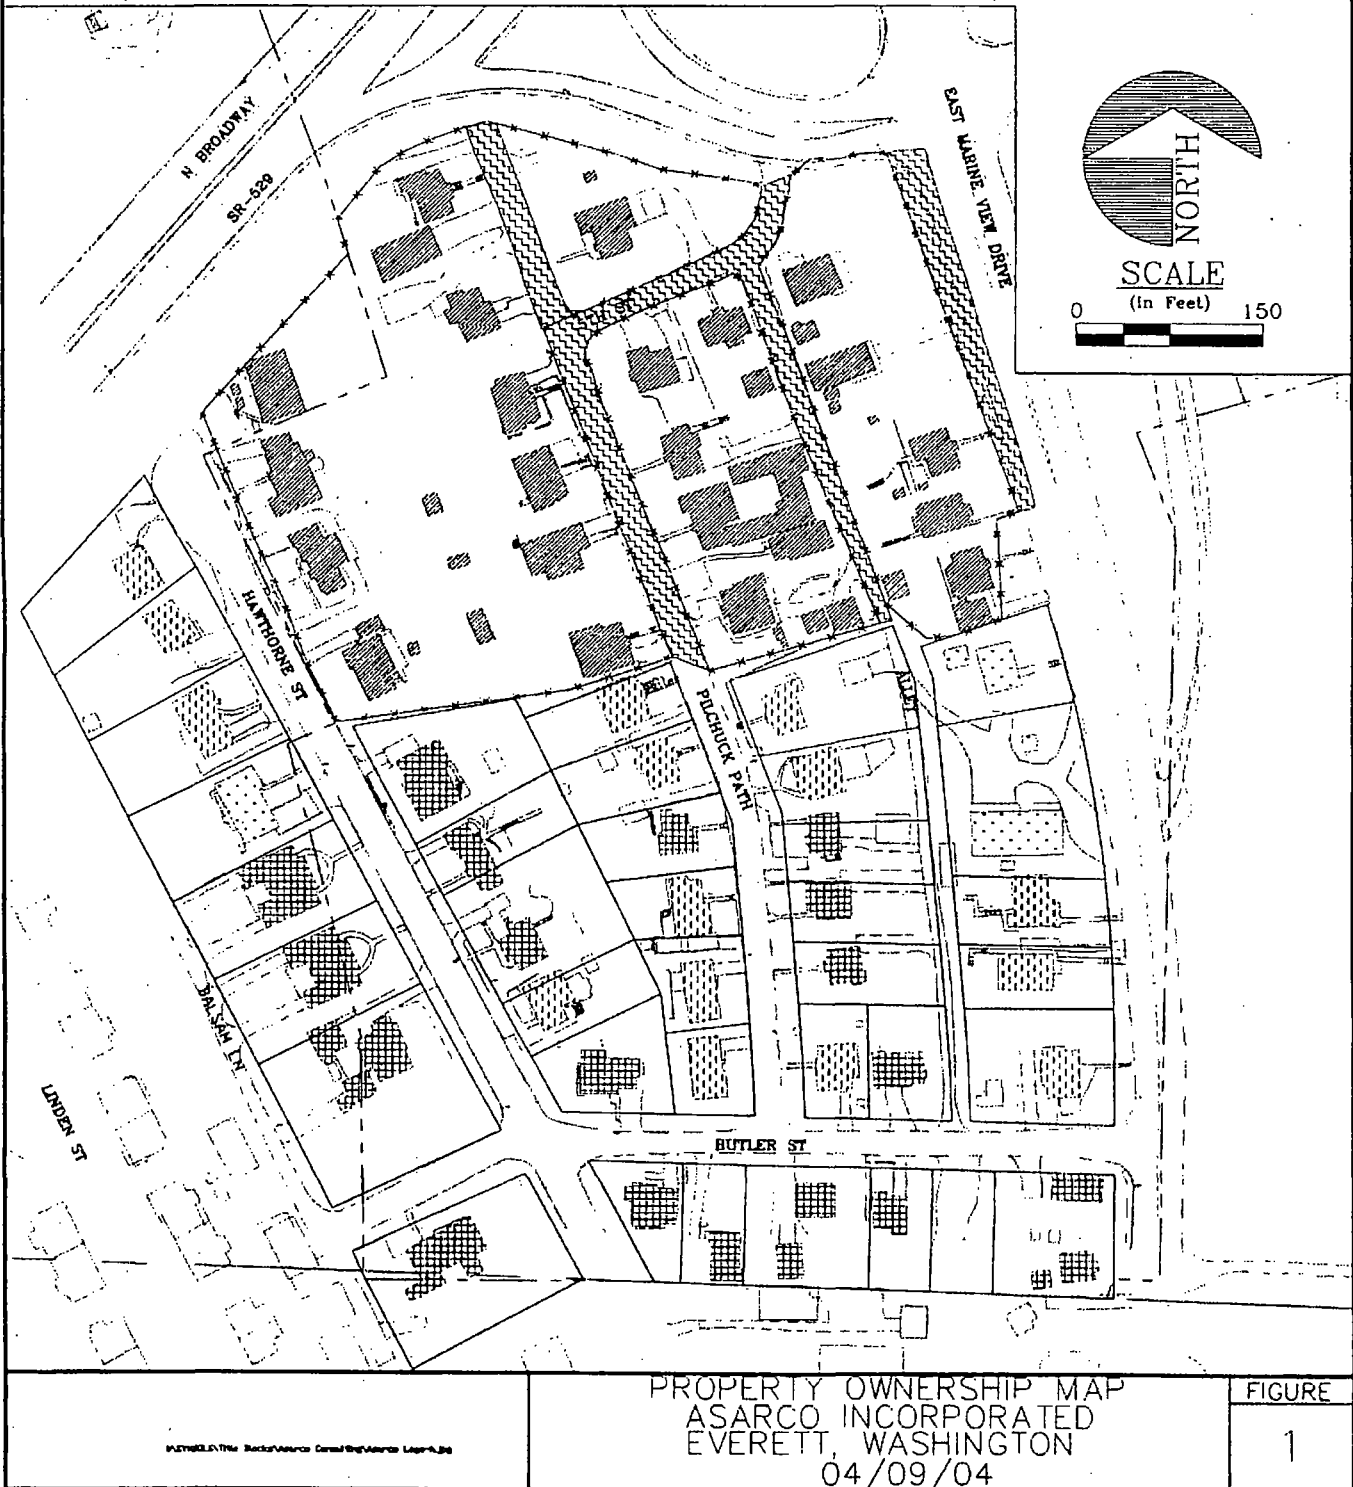 N BROADWAY
SR-529
EAST MARINE VIEW DRIVE
NORTH
SCALE
(In Feet)
0 150
HAWTHORNE ST
PILCHUCK PATH
ALLEY
BALSAM LN
LINDEN ST
BUTLER ST
PROPERTY OWNERSHIP MAP
ASARCO INCORPORATED
EVERETT, WASHINGTON
04/09/04
FIGURE
1